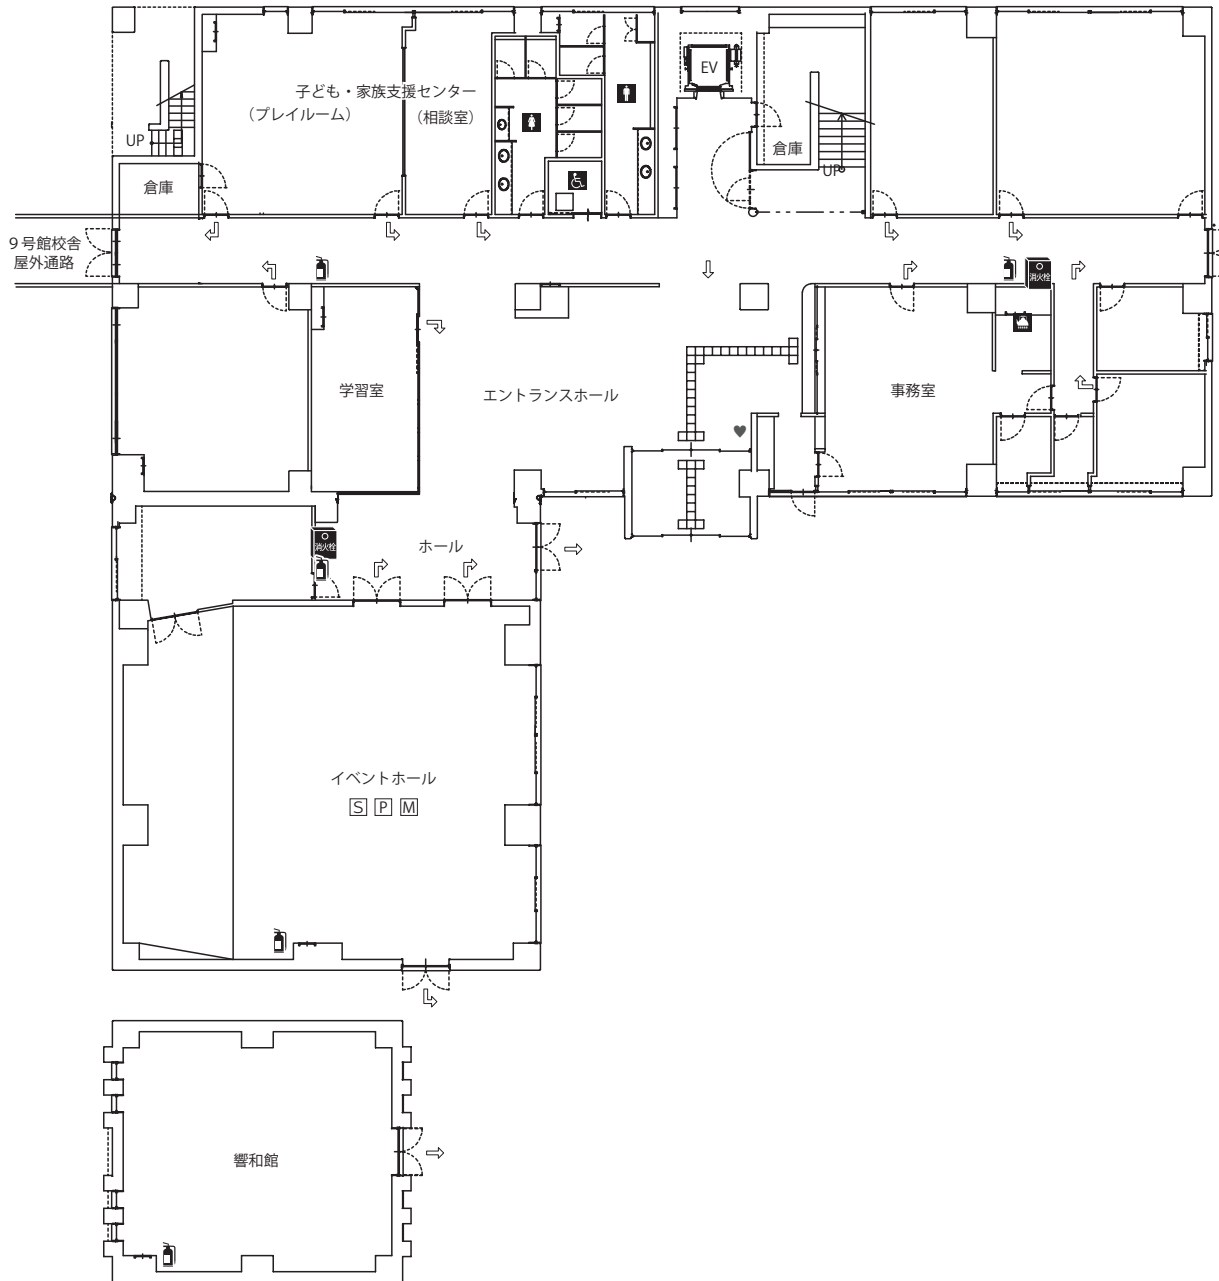 EV
子ども・家族支援センター
（プレイルーム）
（相談室）
UP
倉庫
倉庫
UP
9号館校舎
屋外通路
消火栓
学習室
エントランスホール
事務室
消火栓
ホール
イベントホール
S P M
響和館